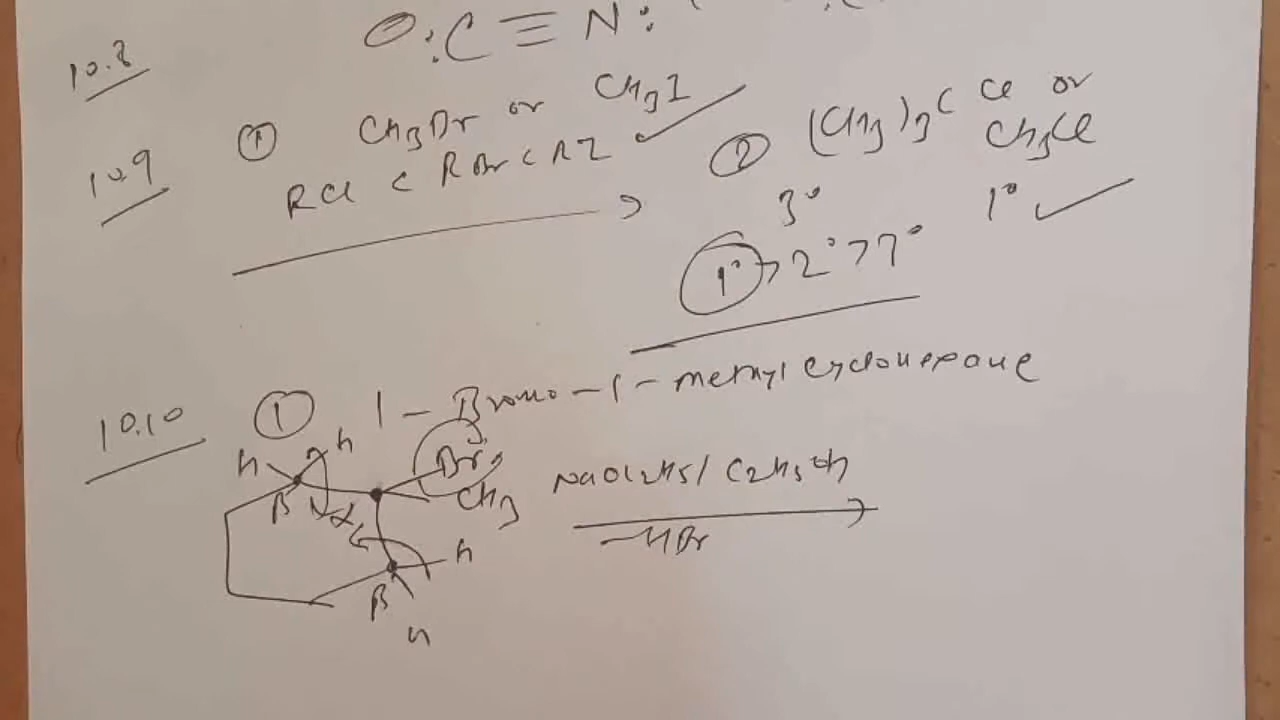 10.8
⊖:C≡N:
10.9
① CH3Br or CH3I
RCl < RBr < RI ✓
② (CH3)3C Cl or CH3Cl
3° 1° ✓
1° > 2° > 7°
10.10 ① 1 - Bromo - 1 - methylcyclohexane
H H Br CH3
β α
H
β
H
NaOC2H5/C2H5OH
-HBr